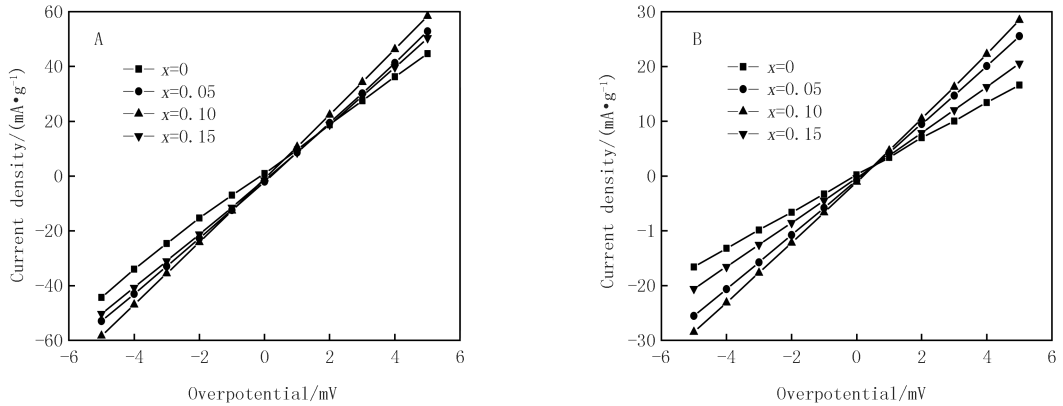 A
x=0
x=0.05
x=0.10
x=0.15
60
40
20
0
-20
-40
-60
-6
-4
-2
0
2
4
6
Current density/(mA•g⁻¹)
Overpotential/mV
B
x=0
x=0.05
x=0.10
x=0.15
30
20
10
0
-1
-20
-30
-6
-4
-2
0
2
4
6
Current density/(mA•g⁻¹)
Overpotential/mV